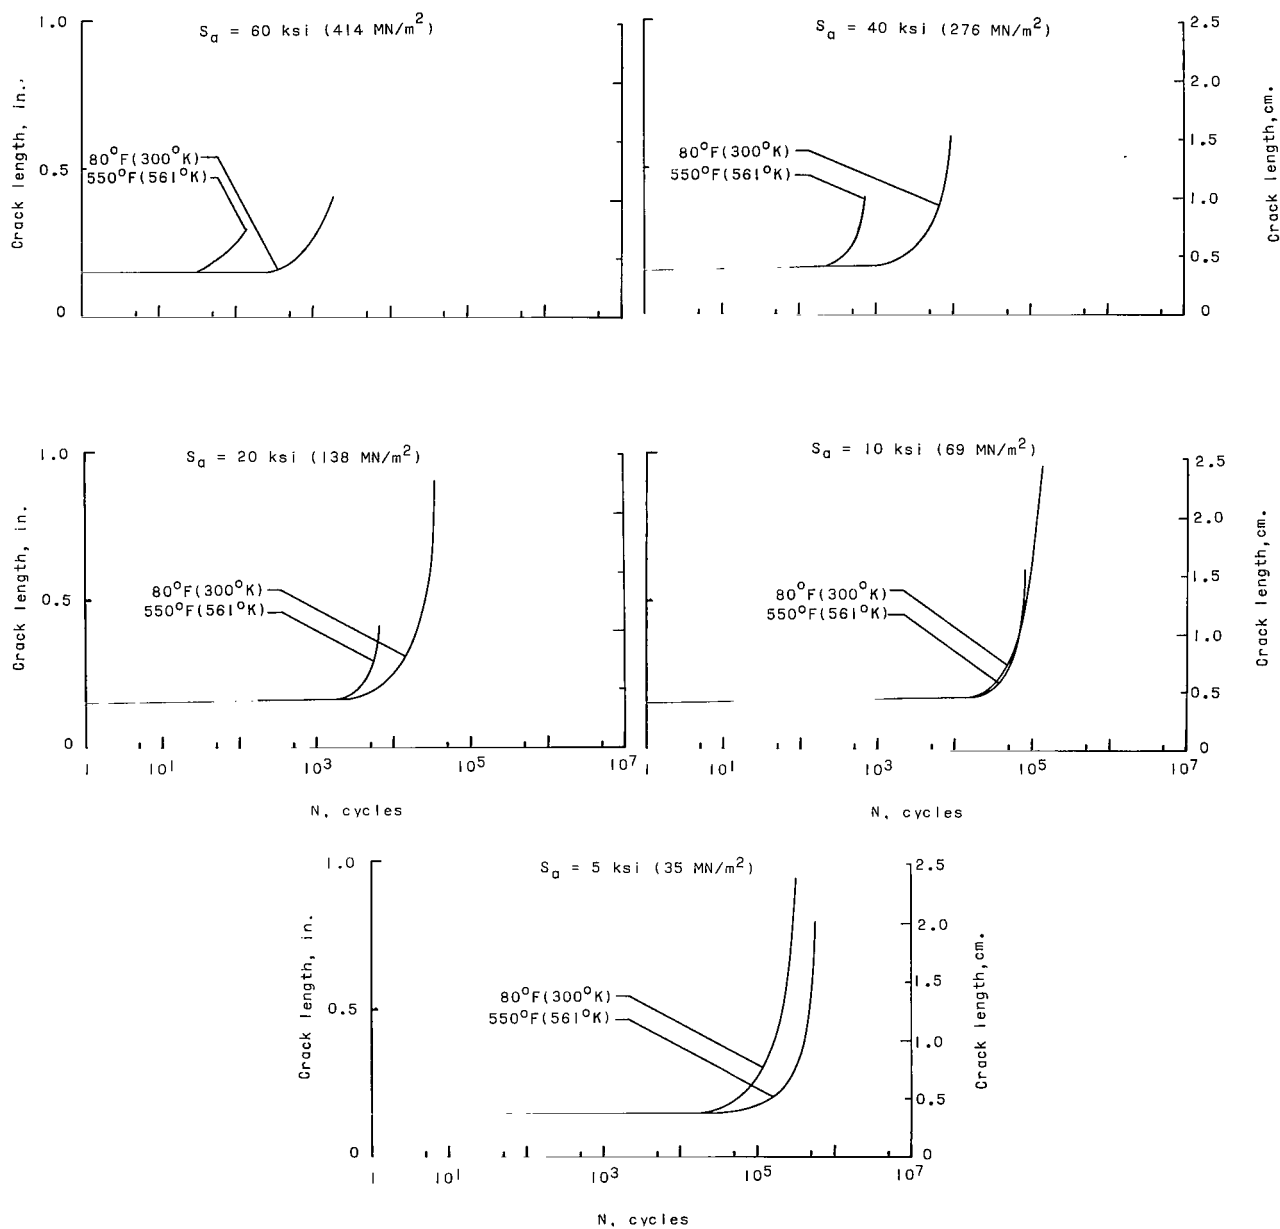 S_a = 60 ksi (414 MN/m²)
1.0
0.5
0
Crack length, in.
80°F(300°K)
550°F(561°K)
S_a = 40 ksi (276 MN/m²)
80°F(300°K)
550°F(561°K)
2.5
2.0
1.5
1.0
0.5
0
Crack length,cm.
S_a = 20 ksi (138 MN/m²)
1.0
0.5
0
Crack length, in.
80°F(300°K)
550°F(561°K)
1 10¹ 10³ 10⁵ 10⁷
N, cycles
S_a = 10 ksi (69 MN/m²)
80°F(300°K)
550°F(561°K)
2.5
2.0
1.5
1.0
0.5
0
Crack length,cm.
1 10¹ 10³ 10⁵ 10⁷
N, cycles
S_a = 5 ksi (35 MN/m²)
1.0
0.5
0
Crack length, in.
80°F(300°K)
550°F(561°K)
2.5
2.0
1.5
1.0
0.5
0
Crack length,cm.
1 10¹ 10³ 10⁵ 10⁷
N, cycles